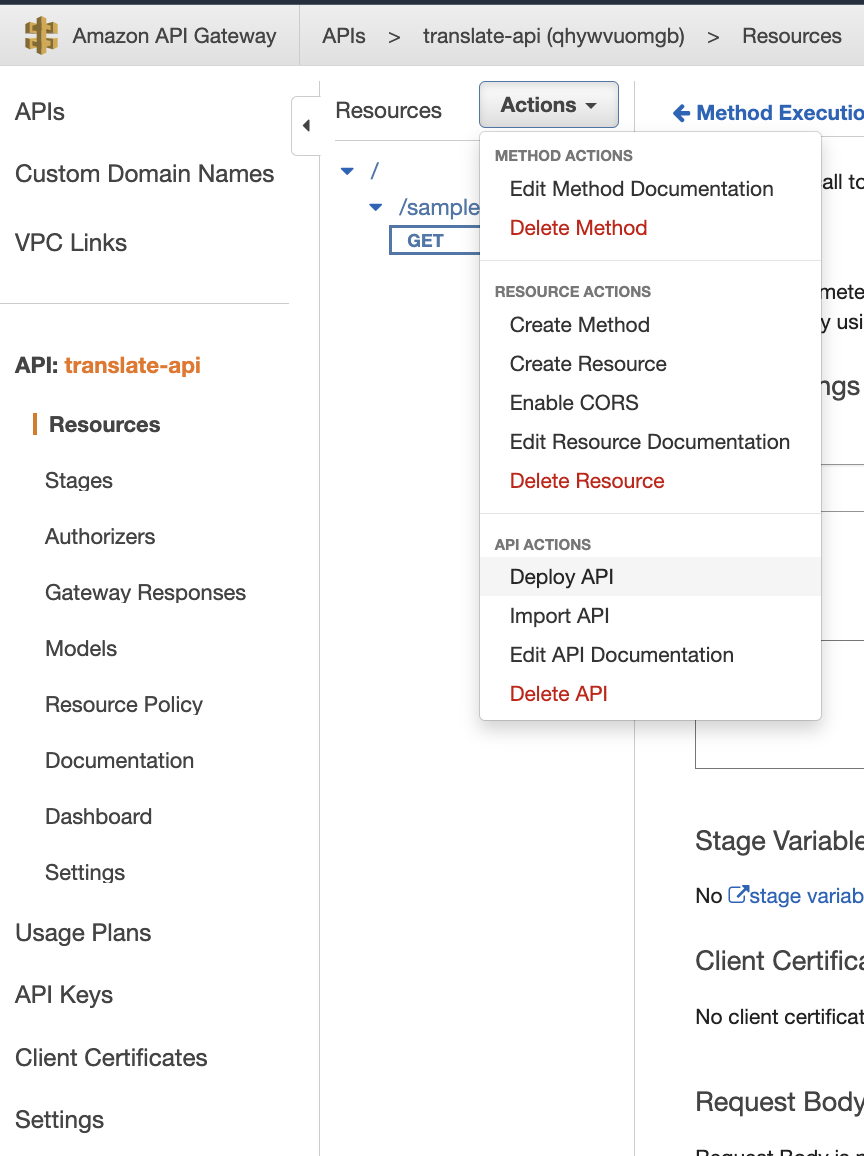 Amazon API Gateway
APIs > translate-api (qhywvuomgb) > Resources
APIs
Custom Domain Names
VPC Links
API: translate-api
Resources
Stages
Authorizers
Gateway Responses
Models
Resource Policy
Documentation
Dashboard
Settings
Usage Plans
API Keys
Client Certificates
Settings
Resources
Actions
/
/sample
GET
METHOD ACTIONS
Edit Method Documentation
Delete Method
RESOURCE ACTIONS
Create Method
Create Resource
Enable CORS
Edit Resource Documentation
Delete Resource
API ACTIONS
Deploy API
Import API
Edit API Documentation
Delete API
Method Executio
all to
mete
y usi
ngs
Stage Variable
No stage variab
Client Certifica
No client certificat
Request Body